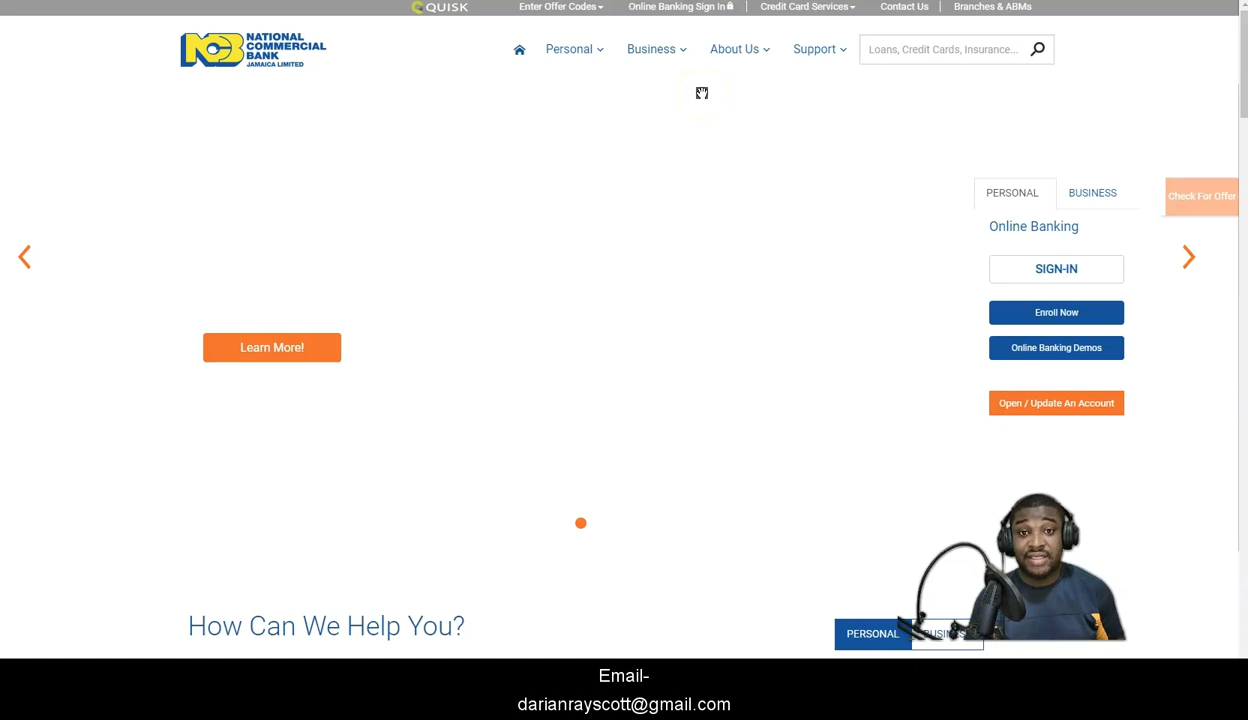 QUISK
Enter Offer Codes
Online Banking Sign In
Credit Card Services
Contact Us
Branches & ABMs
NCB
NATIONAL
COMMERCIAL
BANK
JAMAICA LIMITED
Personal
Business
About Us
Support
Loans, Credit Cards, Insurance...
PERSONAL
BUSINESS
Check For Offer
Online Banking
SIGN-IN
Enroll Now
Learn More!
Online Banking Demos
Open / Update An Account
How Can We Help You?
PERSONAL
BUSINESS
Email-
darianrayscott@gmail.com